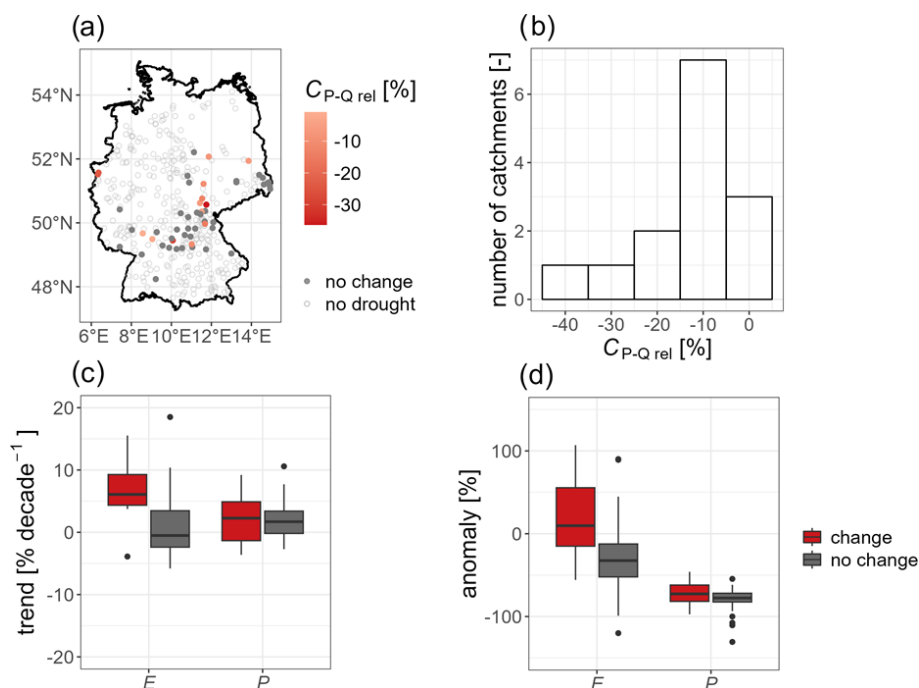 (a)
54°N
52°N
50°N
48°N
6°E 8°E 10°E 12°E 14°E
C P-Q rel [%]
-10
-20
-30
no change
no drought
(b)
number of catchments [-]
6
4
2
0
-40 -30 -20 -10 0
C P-Q rel [%]
(c)
trend [% decade⁻¹ ]
20
10
0
-10
-20
E P
(d)
anomaly [%]
100
0
-100
E P
change
no change